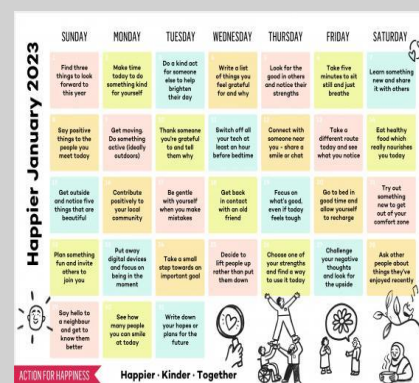 Happier January 2023
SUNDAY MONDAY TUESDAY WEDNESDAY THURSDAY FRIDAY SATURDAY
Find three
things to look
forward to
this year
Make time
today to do
something kind
for yourself
Do a kind act
for someone
else to help
brighten
their day
Write a list
of things you
feel grateful
for and why
Look for the
good in others
and notice their
strengths
Take five
minutes to sit
still and just
breathe
Learn something
new and share
it with others
Say positive
things to the
people you
meet today
Get moving.
Do something
active (ideally
outdoors)
Thank someone
you're grateful
to and tell
them why
Switch off all
your tech at
least an hour
before bedtime
Connect with
someone near
you - share a
smile or chat
Take a
different route
today and see
what you notice
Eat healthy
food which
really nourishes
you today
Get outside
and notice five
things that are
beautiful
Contribute
positively to
your local
community
Be gentle
with yourself
when you make
mistakes
Get back
in contact
with an old
friend
Focus on
what's good,
even if today
feels tough
Go to bed in
good time and
allow yourself
to recharge
Try out
something
new to get
out of your
comfort zone
Plan something
fun and invite
others to
join you
Put away
digital devices
and focus on
being in the
moment
Take a small
step towards an
important goal
Decide to
lift people up
rather than put
them down
Choose one of
your strengths
and find a way
to use it today
Challenge
your negative
thoughts
and look for
the upside
Ask other
people about
things they've
enjoyed recently
Say hello to
a neighbour
and get to
know them
better
See how
many people
you can smile
at today
Write down
your hopes or
plans for the
future
ACTION FOR HAPPINESS
Happier · Kinder · Together